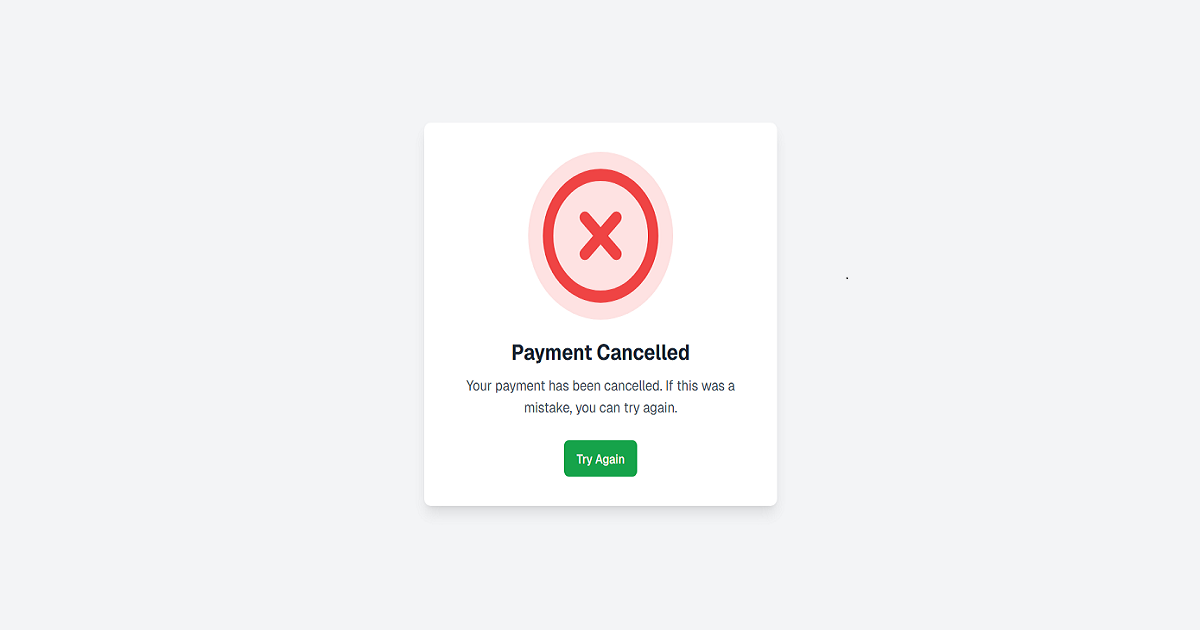 Payment Cancelled
Your payment has been cancelled. If this was a
mistake, you can try again.
Try Again